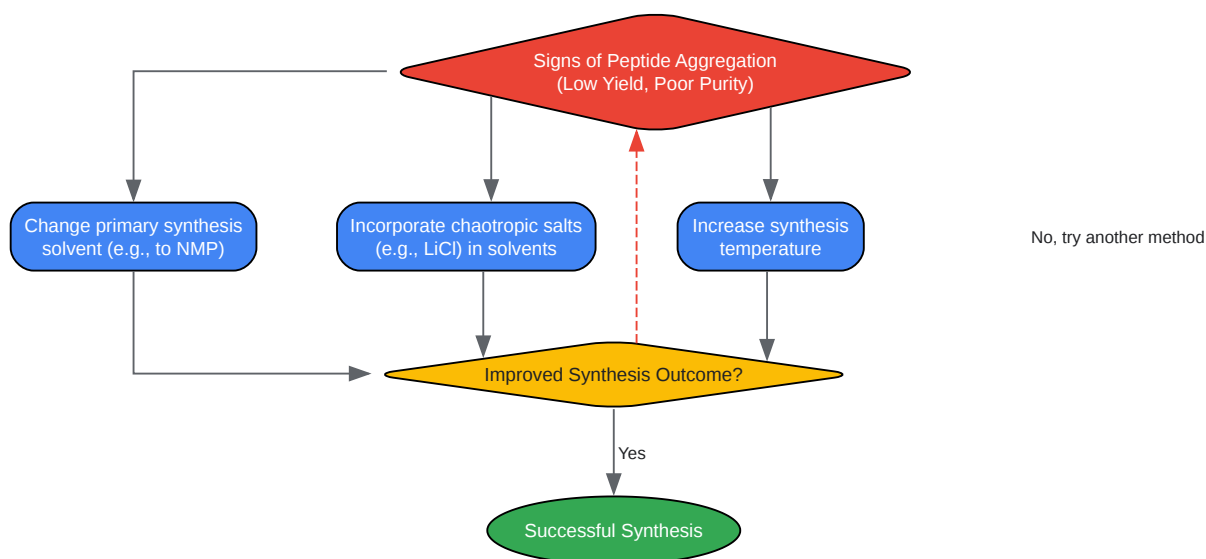 Signs of Peptide Aggregation
(Low Yield, Poor Purity)
Change primary synthesis
solvent (e.g., to NMP)
Incorporate chaotropic salts
(e.g., LiCl) in solvents
Increase synthesis
temperature
No, try another method
Improved Synthesis Outcome?
Yes
Successful Synthesis